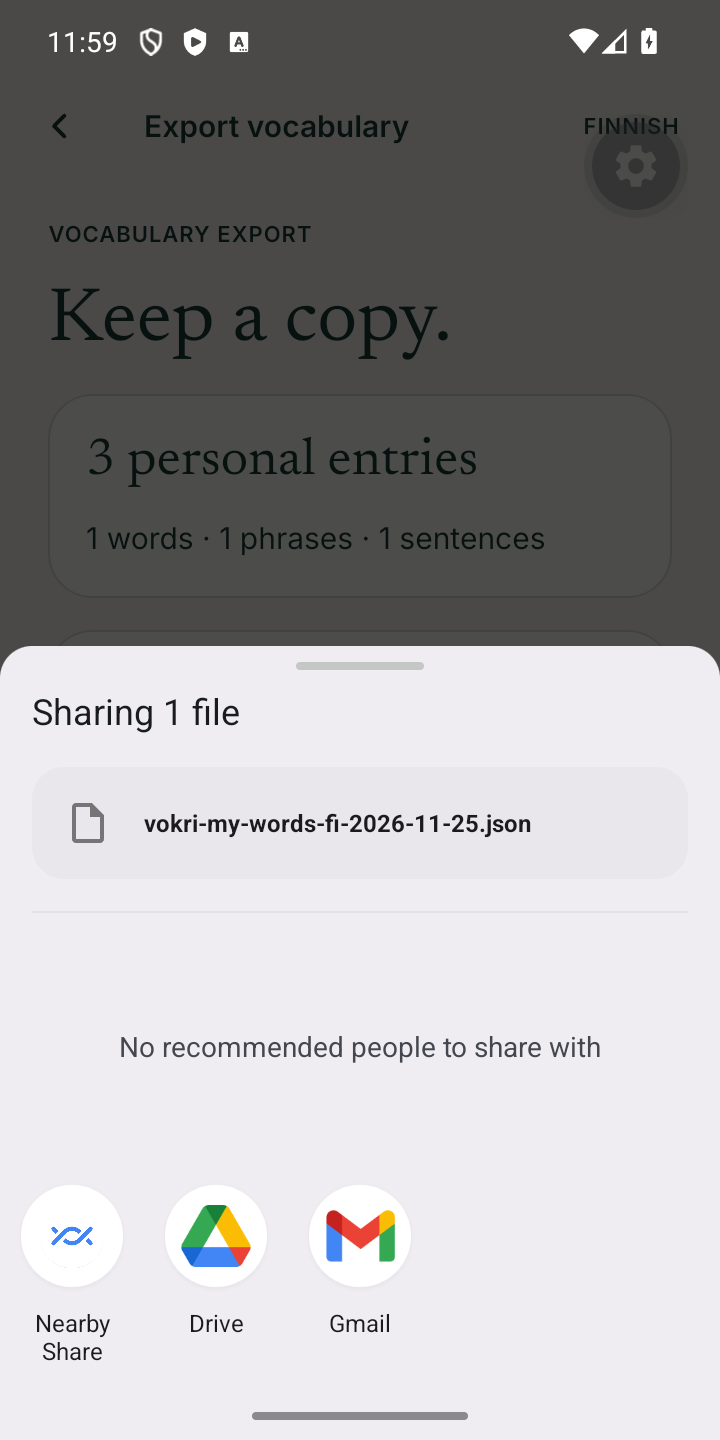 11:59
Export vocabulary
FINNISH
VOCABULARY EXPORT
Keep a copy.
3 personal entries
1 words · 1 phrases · 1 sentences
Sharing 1 file
vokri-my-words-fi-2026-11-25.json
No recommended people to share with
Nearby
Share
Drive
Gmail